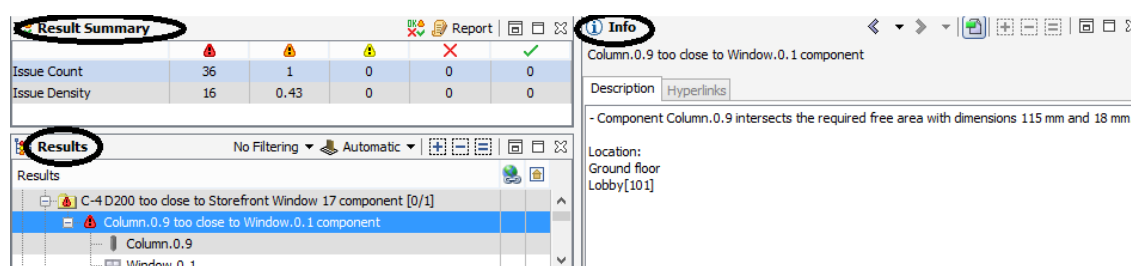 Result Summary
Report
Issue Count 36 1 0 0 0
Issue Density 16 0.43 0 0 0
Results
No Filtering Automatic
Results
C-4 D200 too close to Storefront Window 17 component [0/1]
Column.0.9 too close to Window.0.1 component
Column.0.9
Window.0.1
Info
Column.0.9 too close to Window.0.1 component
Description Hyperlinks
- Component Column.0.9 intersects the required free area with dimensions 115 mm and 18 mm
Location:
Ground floor
Lobby[101]